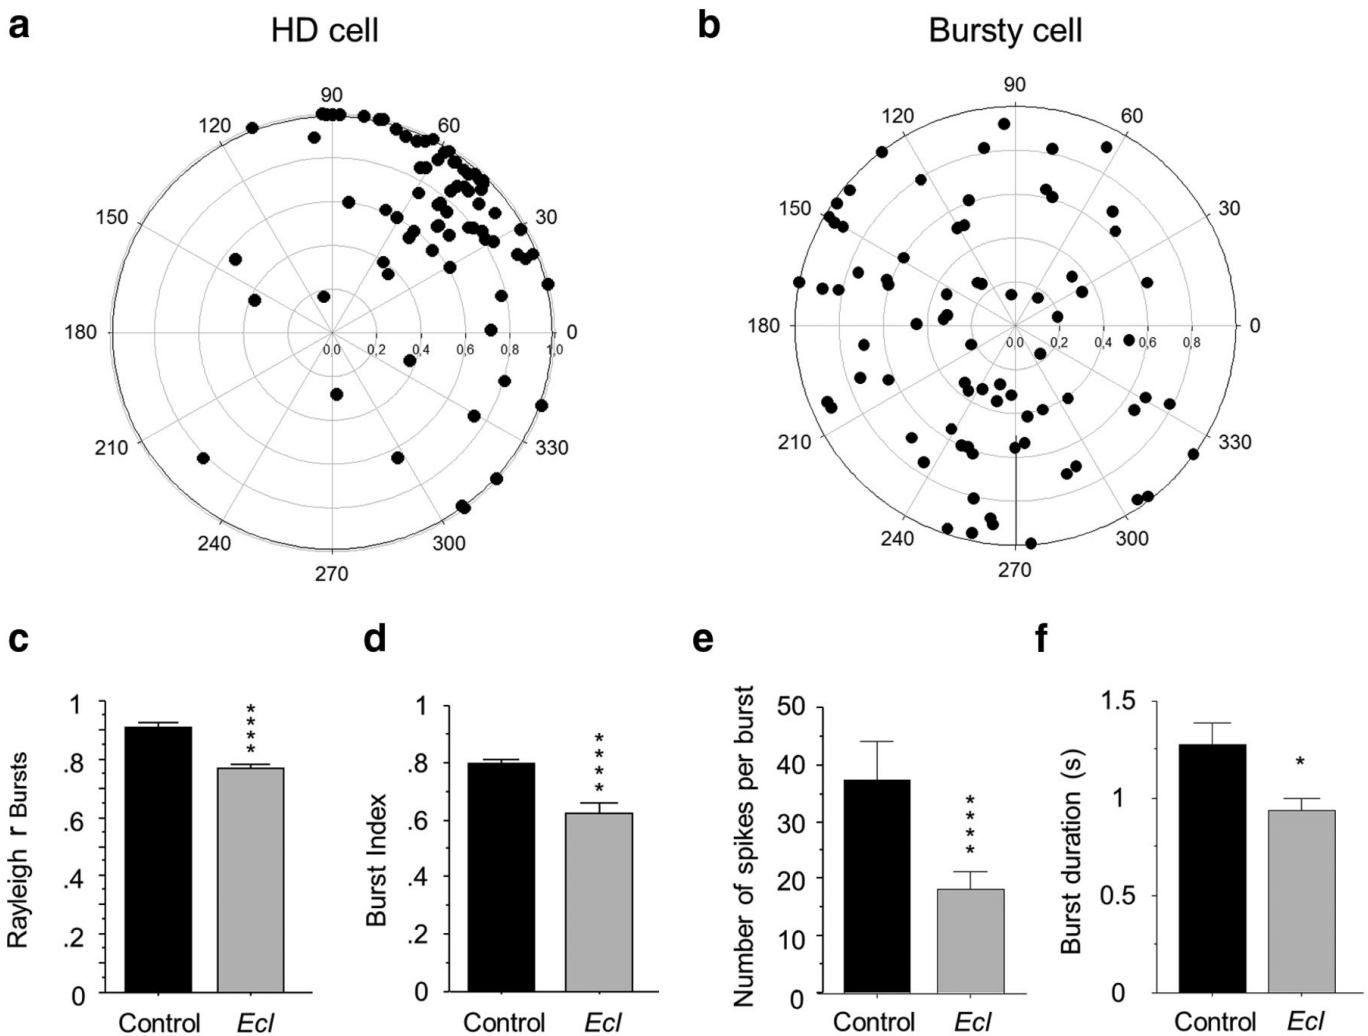 a
HD cell
b
Bursty cell
90
120
60
150
30
180
0
0.0 0.2 0.4 0.6 0.8 1.0
210
330
240
300
270
90
120
60
150
30
180
0
0.0 0.2 0.4 0.6 0.8
210
330
240
300
270
c
d
e
f
Rayleigh r Bursts
1
.8
.6
.4
.2
0
****
Control Ecl
Burst Index
1
.8
.6
.4
.2
0
****
Control Ecl
Number of spikes per burst
50
40
30
20
10
0
****
Control Ecl
Burst duration (s)
1.5
1
0.5
0
*
Control Ecl